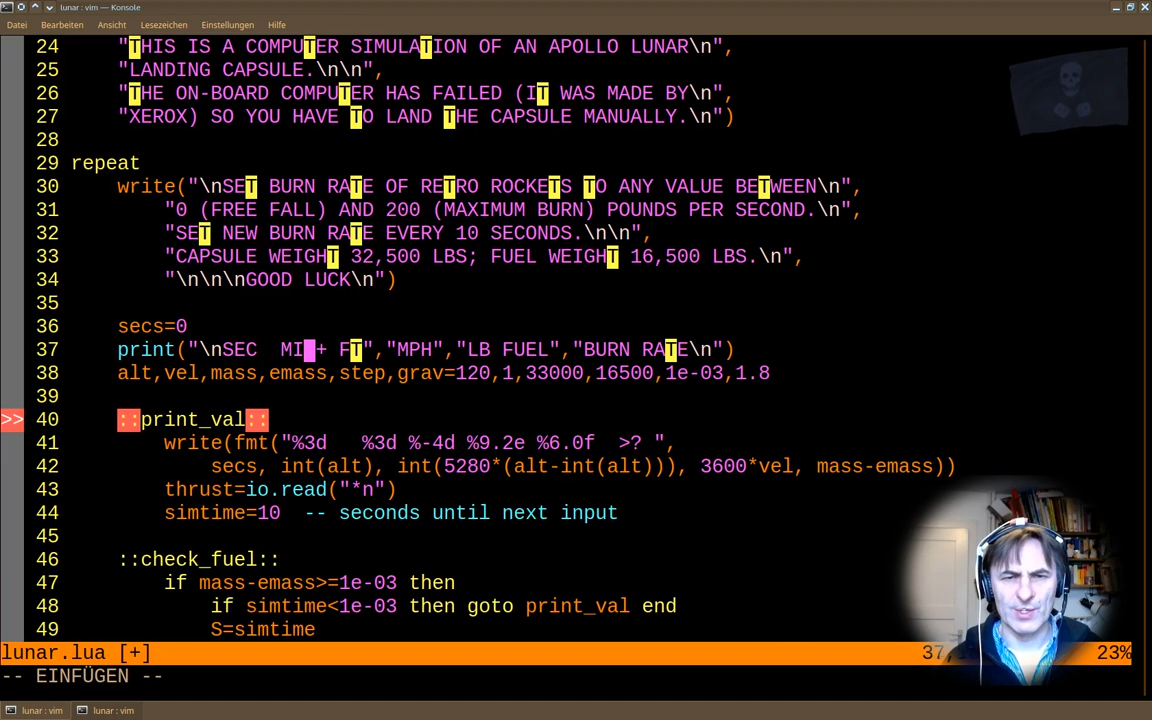 lunar : vim — Konsole
Datei Bearbeiten Ansicht Lesezeichen Einstellungen Hilfe
24 "THIS IS A COMPUTER SIMULATION OF AN APOLLO LUNAR\n",
25 "LANDING CAPSULE.\n\n",
26 "THE ON-BOARD COMPUTER HAS FAILED (IT WAS MADE BY\n",
27 "XEROX) SO YOU HAVE TO LAND THE CAPSULE MANUALLY.\n")
28
29 repeat
30 write("\nSET BURN RATE OF RETRO ROCKETS TO ANY VALUE BETWEEN\n",
31 "0 (FREE FALL) AND 200 (MAXIMUM BURN) POUNDS PER SECOND.\n",
32 "SET NEW BURN RATE EVERY 10 SECONDS.\n\n",
33 "CAPSULE WEIGHT 32,500 LBS; FUEL WEIGHT 16,500 LBS.\n",
34 "\n\n\nGOOD LUCK\n")
35
36 secs=0
37 print("\nSEC  MI + FT","MPH","LB FUEL","BURN RATE\n")
38 alt,vel,mass,emass,step,grav=120,1,33000,16500,1e-03,1.8
39
>> 40 ::print_val::
41 write(fmt("%3d   %3d %-4d %9.2e %6.0f  >? ",
42 secs, int(alt), int(5280*(alt-int(alt))), 3600*vel, mass-emass))
43 thrust=io.read("*n")
44 simtime=10  -- seconds until next input
45
46 ::check_fuel::
47 if mass-emass>=1e-03 then
48 if simtime<1e-03 then goto print_val end
49 S=simtime
lunar.lua [+] 37, 23%
-- EINFÜGEN --
lunar : vim lunar : vim